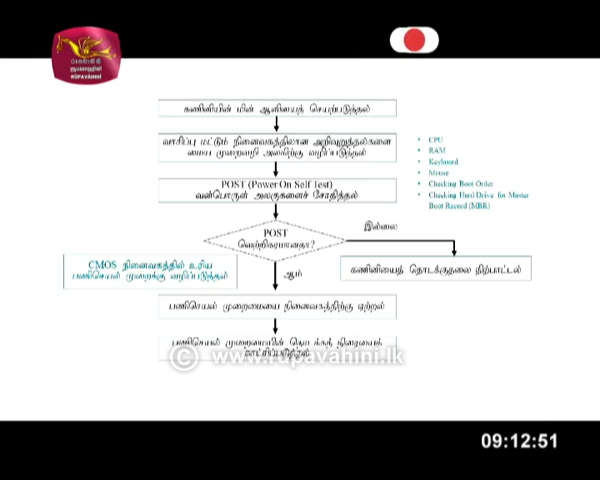 கணினியின் மின் ஆளியைத் செயற்படுத்தல்
வாசிப்பு மட்டும் நினைவகத்திலுள்ள அறிவுறுத்தல்களை
மைய முறைவழி அலகிற்கு வழிப்படுத்தல்
POST (Power On Self Test)
வன்பொருள் அலகுகளைச் சோதித்தல்
• CPU
• RAM
• Keyboard
• Mouse
• Checking Boot Order
• Checking Hard Drive for Master
Boot Record (MBR)
POST
வெற்றிகரமானதா?
இல்லை
CMOS நினைவகத்தில் உரிய
பணிசெயல் முறைக்கு வழிப்படுத்தல்
ஆம்
கணினியைத் தொடக்குதலை நிற்பாட்டல்
பணிசெயல் முறைமையை நினைவகத்திற்கு ஏற்றல்
பணிசெயல் முறைமையின்
© www.rupavahini.lk
09:12:51